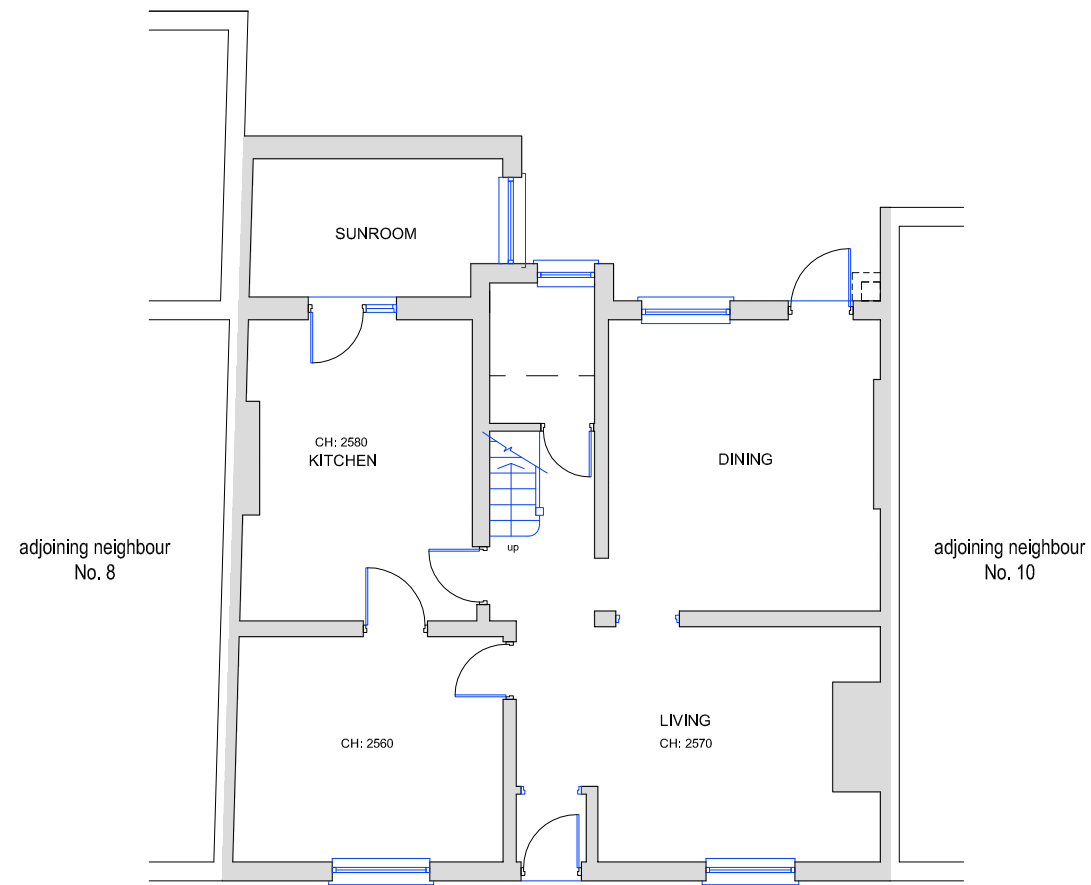 SUNROOM
CH: 2580
KITCHEN
DINING
adjoining neighbour
No. 8
up
adjoining neighbour
No. 10
LIVING
CH: 2570
CH: 2560